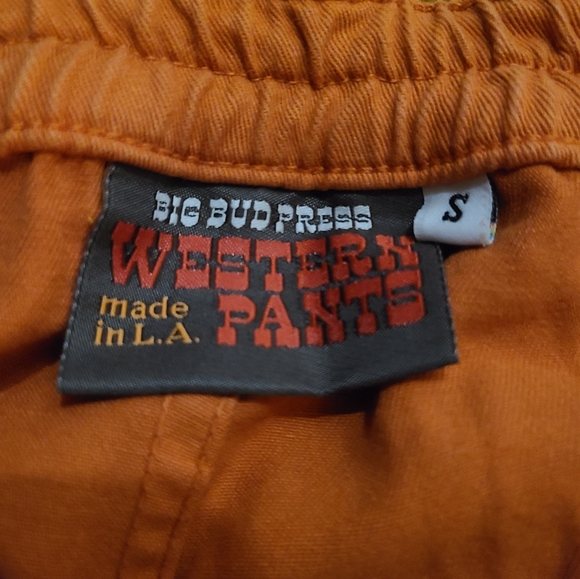 BIG BUD PRESS
WESTERN
PANTS
made
in L.A.
S